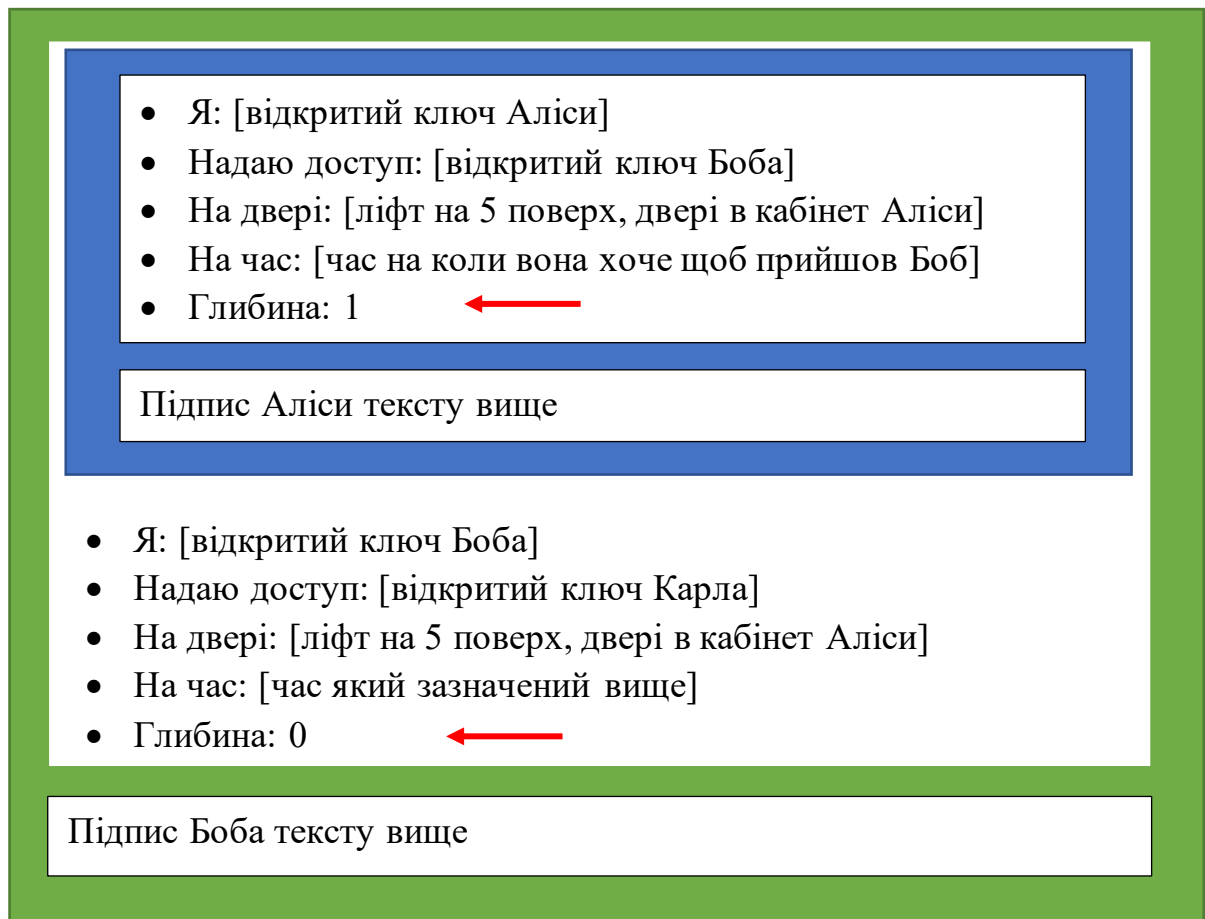 • Я: [відкритий ключ Аліси]
• Надаю доступ: [відкритий ключ Боба]
• На двері: [ліфт на 5 поверх, двері в кабінет Аліси]
• На час: [час на коли вона хоче щоб прийшов Боб]
• Глибина: 1
Підпис Аліси тексту вище
• Я: [відкритий ключ Боба]
• Надаю доступ: [відкритий ключ Карла]
• На двері: [ліфт на 5 поверх, двері в кабінет Аліси]
• На час: [час який зазначений вище]
• Глибина: 0
Підпис Боба тексту вище